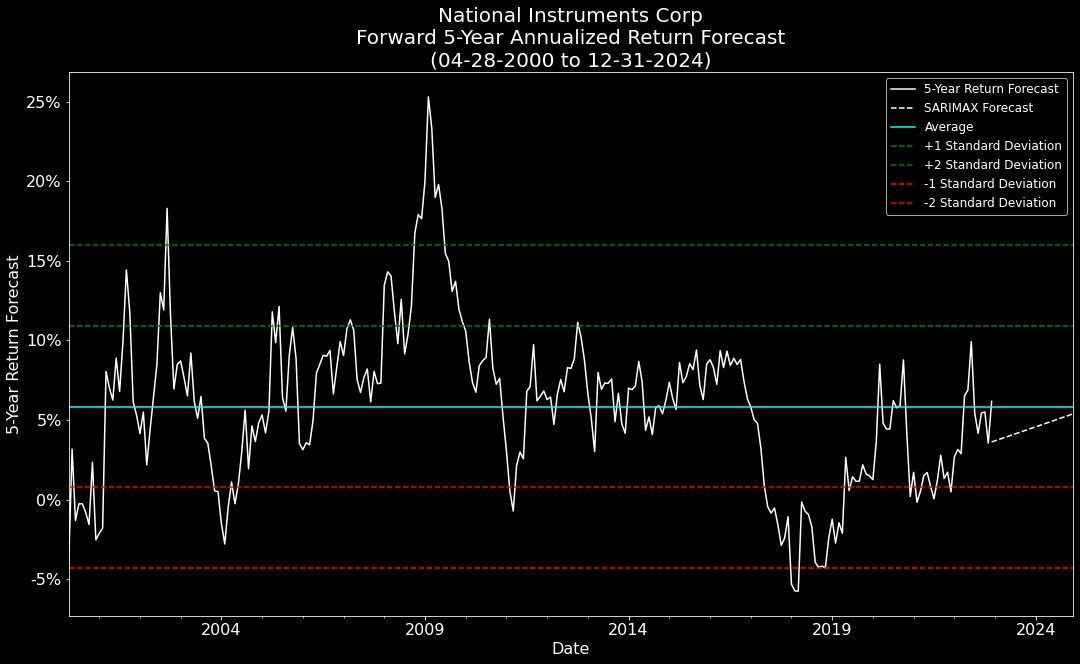 National Instruments Corp
Forward 5-Year Annualized Return Forecast
(04-28-2000 to 12-31-2024)
5-Year Return Forecast
SARIMAX Forecast
Average
+1 Standard Deviation
+2 Standard Deviation
-1 Standard Deviation
-2 Standard Deviation
5-Year Return Forecast
25%
20%
15%
10%
5%
0%
-5%
2004
2009
2014
2019
2024
Date